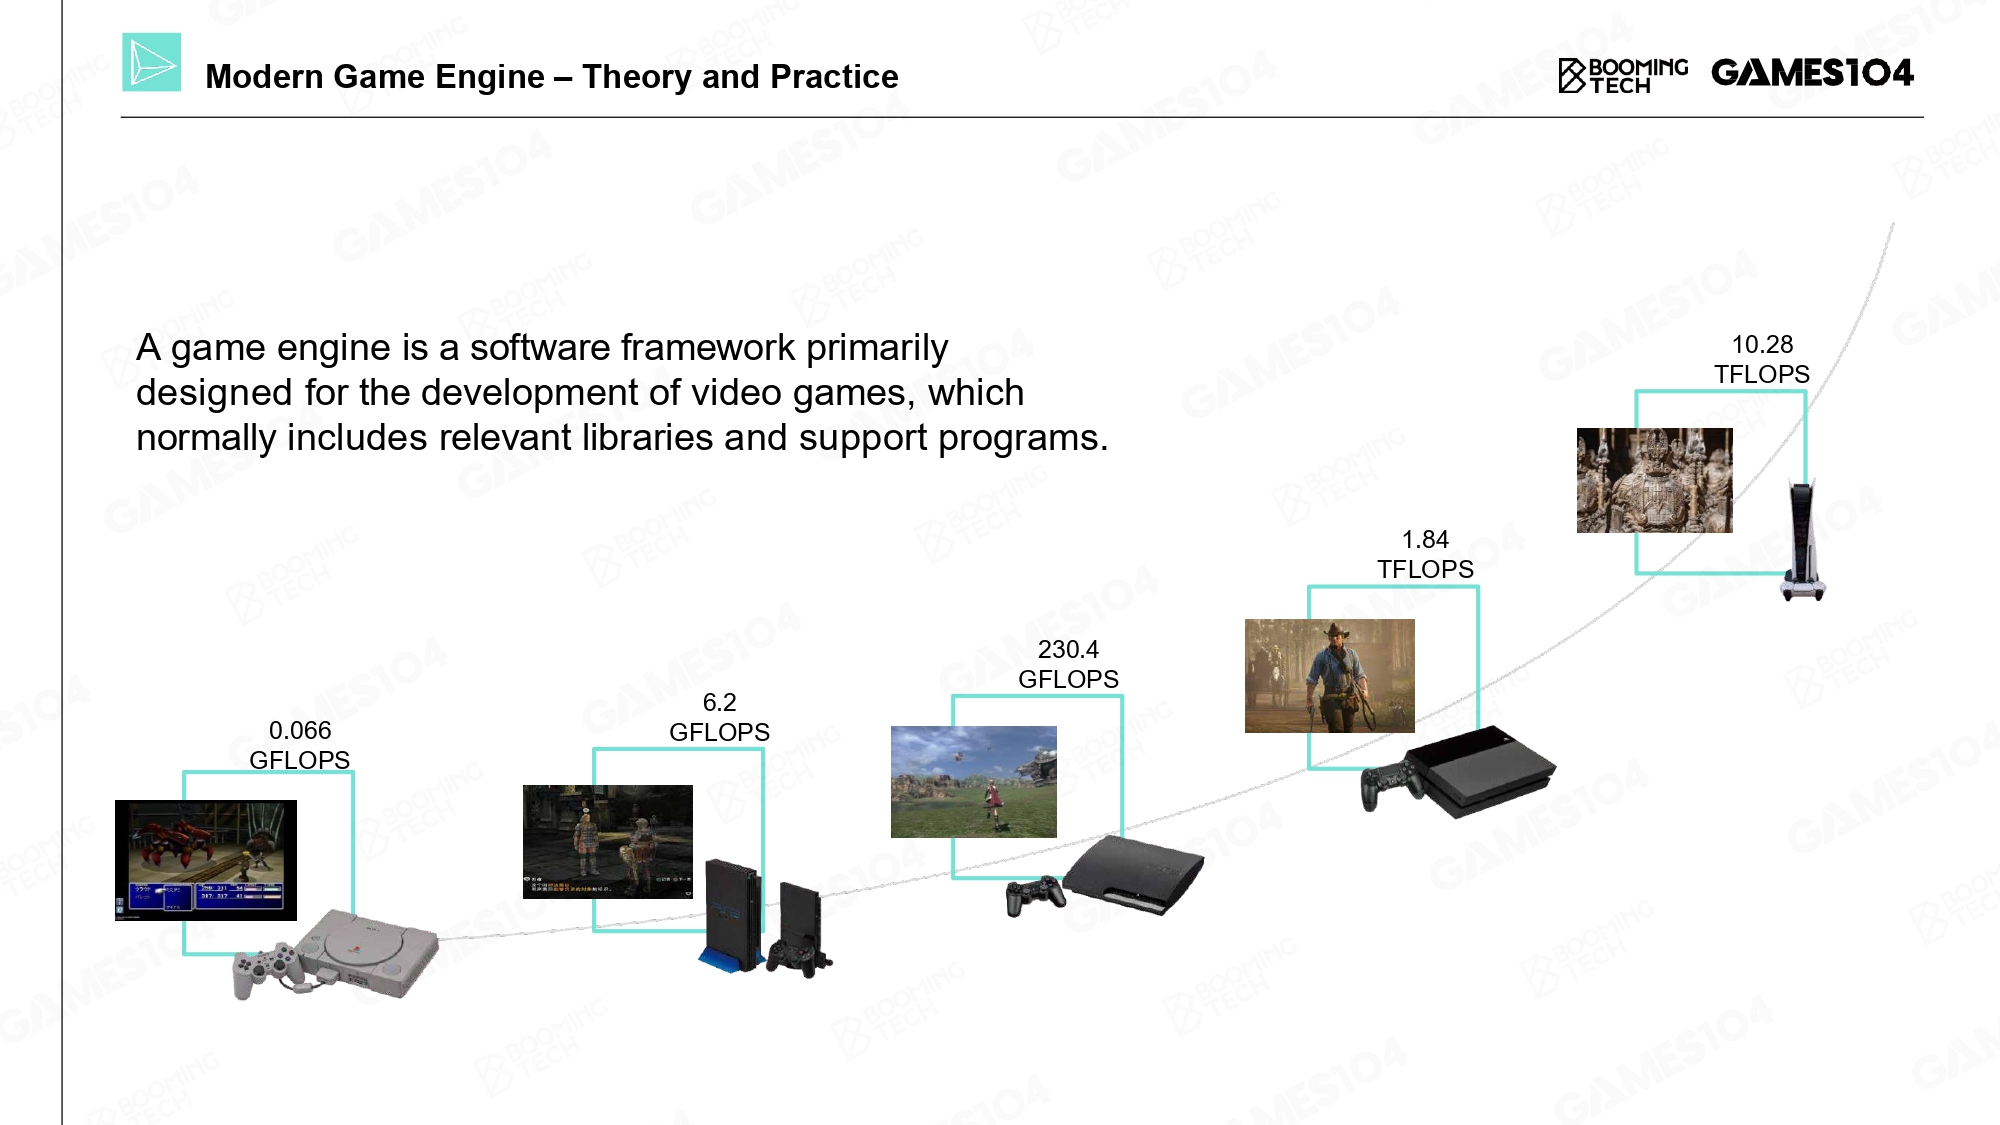 Modern Game Engine – Theory and Practice
BOOMING
TECH
GAMES104
A game engine is a software framework primarily
designed for the development of video games, which
normally includes relevant libraries and support programs.
10.28
TFLOPS
1.84
TFLOPS
230.4
GFLOPS
6.2
GFLOPS
0.066
GFLOPS